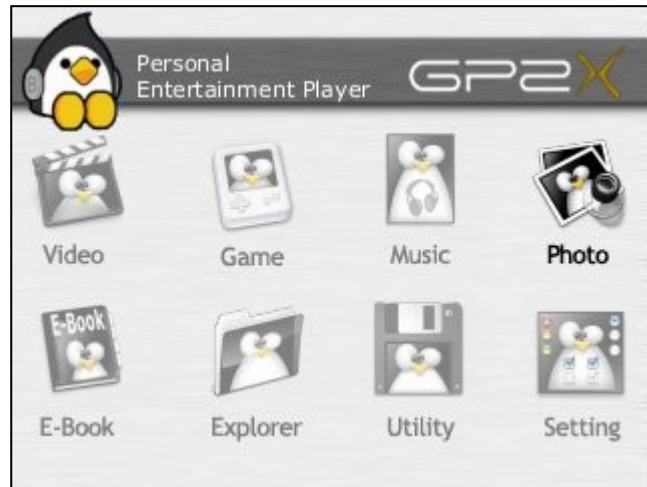 Personal
Entertainment Player
GP2X
Video
Game
Music
Photo
E-Book
E-Book
Explorer
Utility
Setting